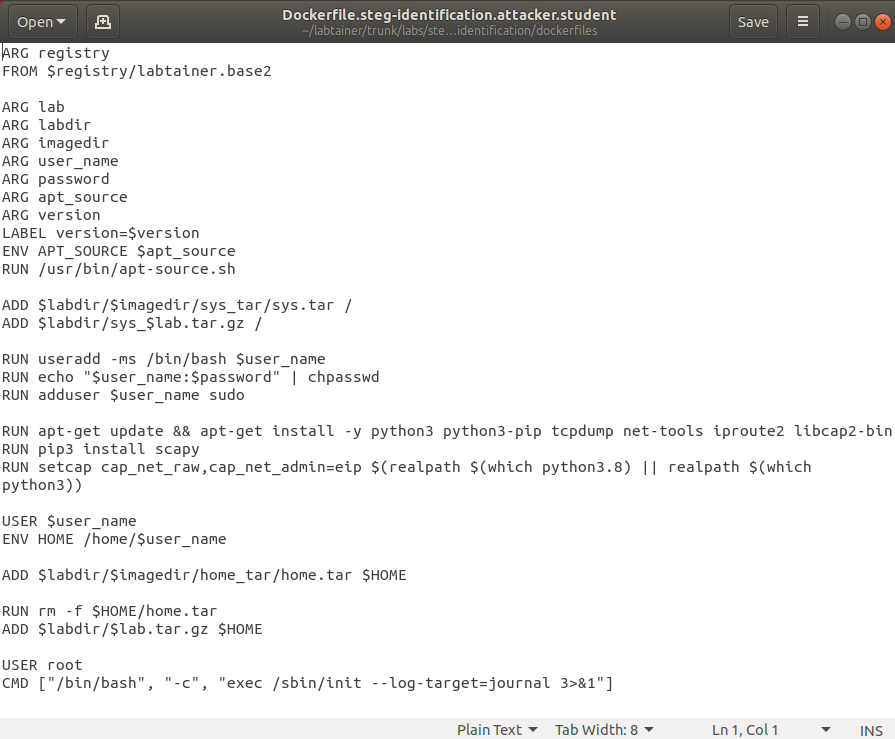 Open
Dockerfile.steg-identification.attacker.student
~/labtainer/trunk/labs/ste...identification/dockerfiles
Save
ARG registry
FROM $registry/labtainer.base2
ARG lab
ARG labdir
ARG imagedir
ARG user_name
ARG password
ARG apt_source
ARG version
LABEL version=$version
ENV APT_SOURCE $apt_source
RUN /usr/bin/apt-source.sh
ADD $labdir/$imagedir/sys_tar/sys.tar /
ADD $labdir/sys_$lab.tar.gz /
RUN useradd -ms /bin/bash $user_name
RUN echo "$user_name:$password" | chpasswd
RUN adduser $user_name sudo
RUN apt-get update && apt-get install -y python3 python3-pip tcpdump net-tools iproute2 libcap2-bin
RUN pip3 install scapy
RUN setcap cap_net_raw,cap_net_admin=eip $(realpath $(which python3.8) || realpath $(which
python3))
USER $user_name
ENV HOME /home/$user_name
ADD $labdir/$imagedir/home_tar/home.tar $HOME
RUN rm -f $HOME/home.tar
ADD $labdir/$lab.tar.gz $HOME
USER root
CMD ["/bin/bash", "-c", "exec /sbin/init --log-target=journal 3>&1"]
Plain Text
Tab Width: 8
Ln 1, Col 1
INS